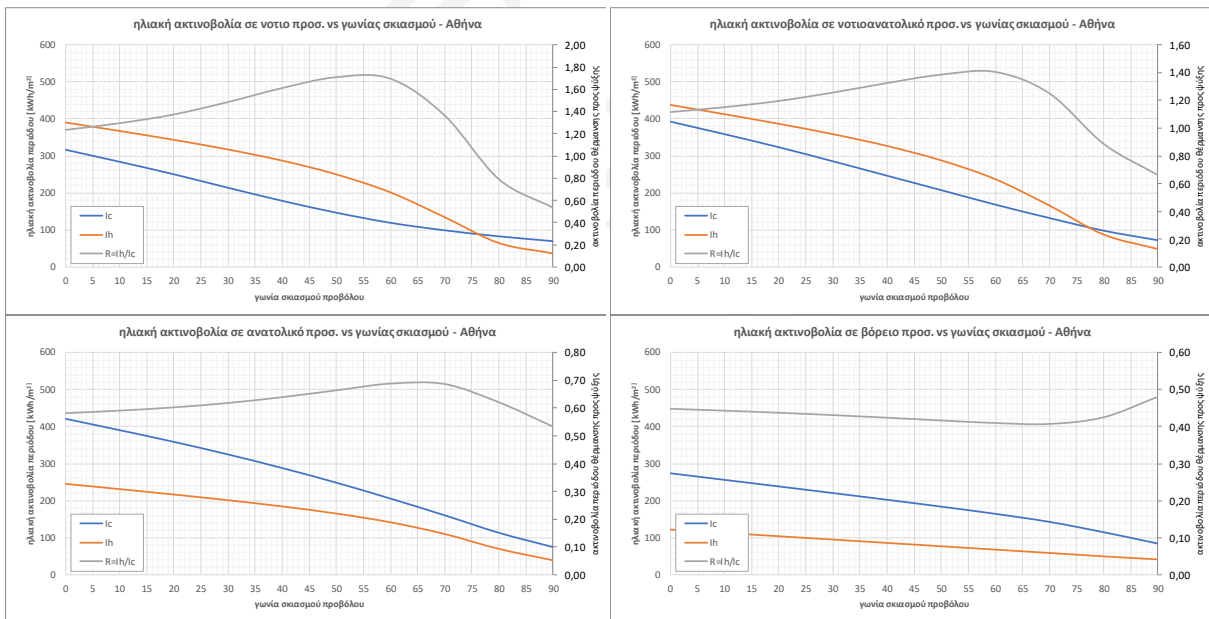 ηλιακή ακτινοβολία σε νοτιο προσ. vs γωνίας σκιασμού - Αθήνα
ηλιακή ακτινοβολία περιόδου [kWh/m²]
600
500
400
300
200
100
0
Ic
Ih
R=Ih/Ic
0 5 10 15 20 25 30 35 40 45 50 55 60 65 70 75 80 85 90
γωνία σκιασμού προβόλου
2,00
1,80
1,60
1,40
1,20
1,00
0,80
0,60
0,40
0,20
0,00
ακτινοβολία περιόδου θέρμανσης προς ψύξης
ηλιακή ακτινοβολία σε νοτιοανατολικό προσ. vs γωνίας σκιασμού - Αθήνα
ηλιακή ακτινοβολία περιόδου [kWh/m²]
600
500
400
300
200
100
0
Ic
Ih
R=Ih/Ic
0 5 10 15 20 25 30 35 40 45 50 55 60 65 70 75 80 85 90
γωνία σκιασμού προβόλου
1,60
1,40
1,20
1,00
0,80
0,60
0,40
0,20
0,00
ακτινοβολία περιόδου θέρμανσης προς ψύξης
ηλιακή ακτινοβολία σε ανατολικό προσ. vs γωνίας σκιασμού - Αθήνα
ηλιακή ακτινοβολία περιόδου [kWh/m²]
600
500
400
300
200
100
0
Ic
Ih
R=Ih/Ic
0 5 10 15 20 25 30 35 40 45 50 55 60 65 70 75 80 85 90
γωνία σκιασμού προβόλου
0,80
0,70
0,60
0,50
0,40
0,30
0,20
0,10
0,00
ακτινοβολία περιόδου θέρμανσης προς ψύξης
ηλιακή ακτινοβολία σε βόρειο προσ. vs γωνίας σκιασμού - Αθήνα
ηλιακή ακτινοβολία περιόδου [kWh/m²]
600
500
400
300
200
100
0
Ic
Ih
R=Ih/Ic
0 5 10 15 20 25 30 35 40 45 50 55 60 65 70 75 80 85 90
γωνία σκιασμού προβόλου
0,60
0,50
0,40
0,30
0,20
0,10
0,00
ακτινοβολία περιόδου θέρμανσης προς ψύξης